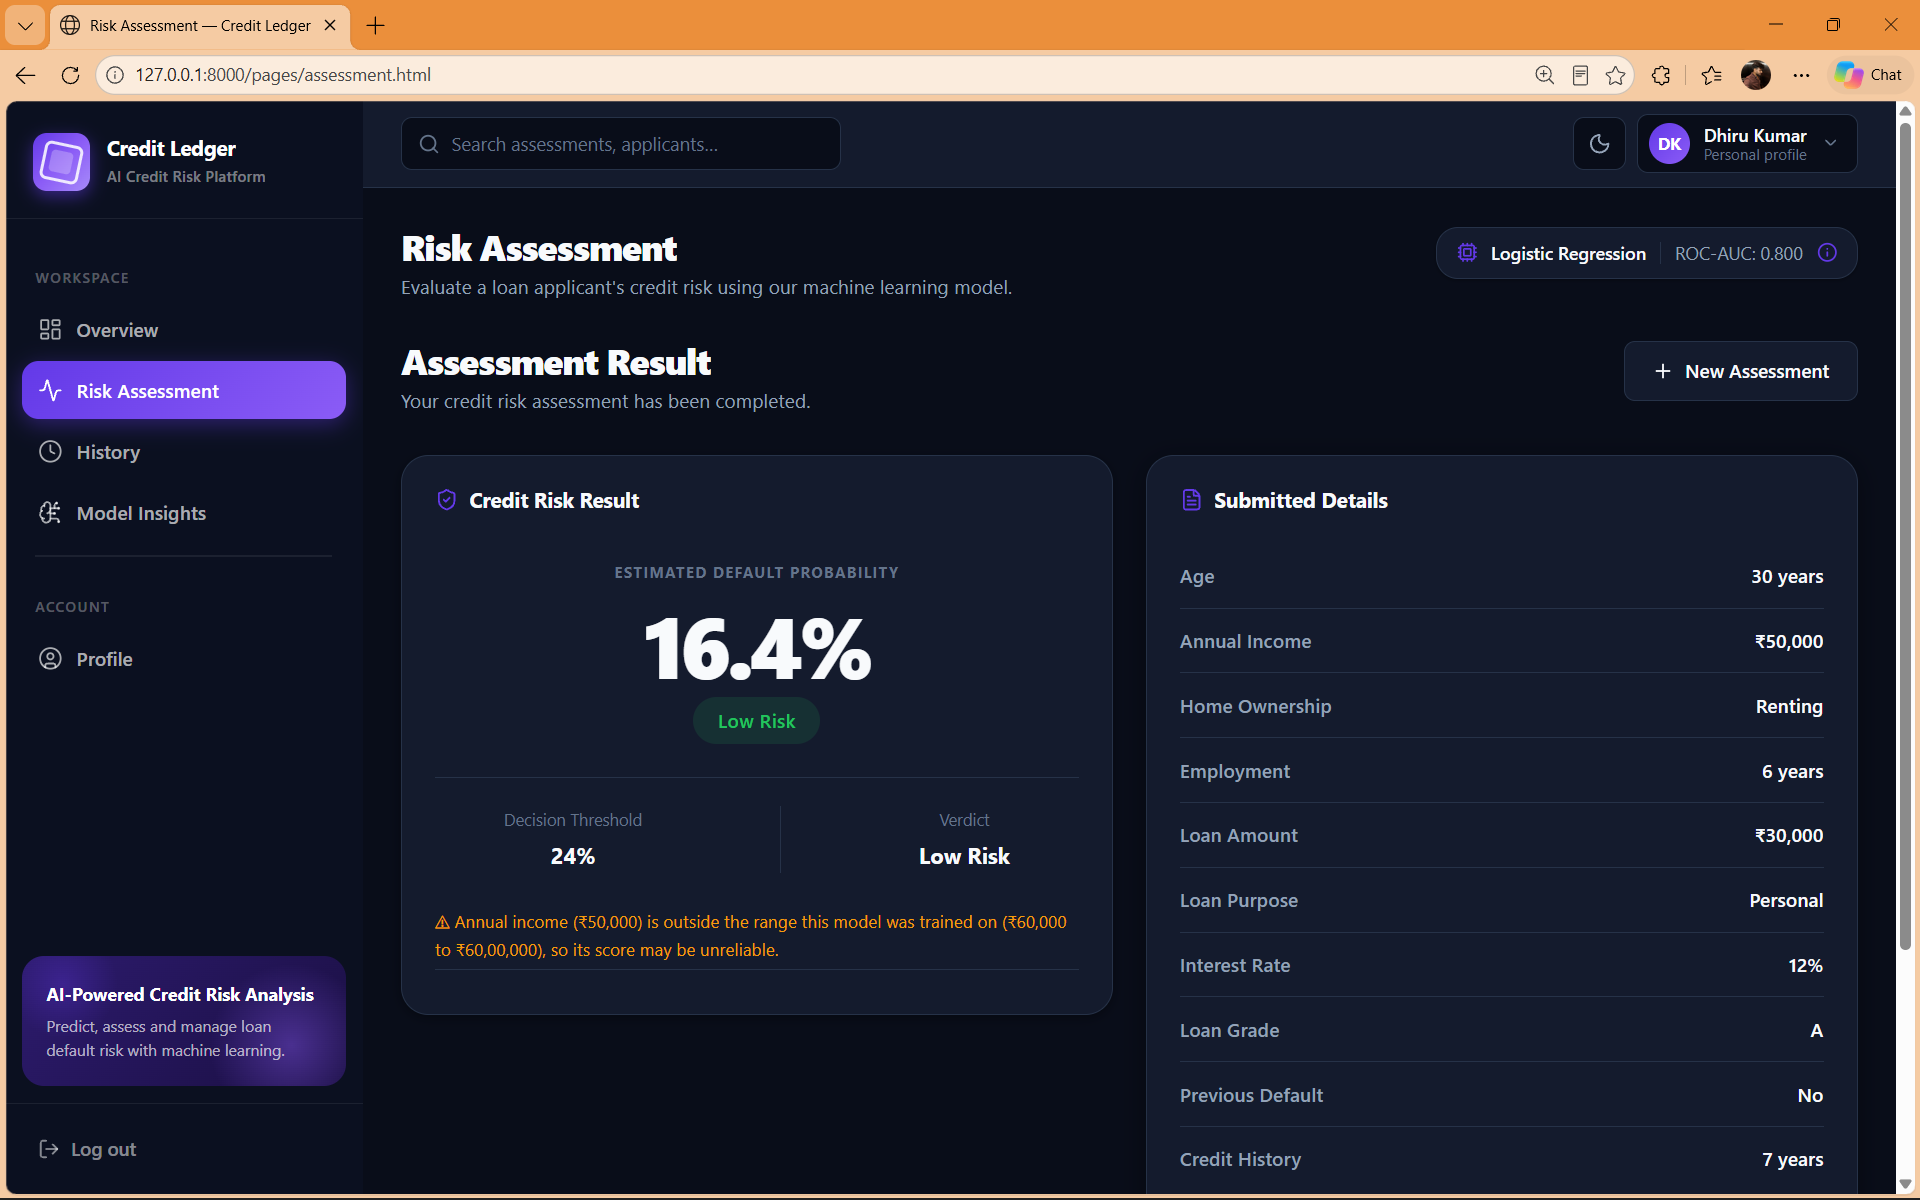 Risk Assessment — Credit Ledger
127.0.0.1:8000/pages/assessment.html
Chat
Credit Ledger
AI Credit Risk Platform
WORKSPACE
Overview
Risk Assessment
History
Model Insights
ACCOUNT
Profile
AI-Powered Credit Risk Analysis
Predict, assess and manage loan
default risk with machine learning.
Log out
Search assessments, applicants...
DK
Dhiru Kumar
Personal profile
Risk Assessment
Evaluate a loan applicant's credit risk using our machine learning model.
Logistic Regression ROC-AUC: 0.800
Assessment Result
Your credit risk assessment has been completed.
New Assessment
Credit Risk Result
ESTIMATED DEFAULT PROBABILITY
16.4%
Low Risk
Decision Threshold
24%
Verdict
Low Risk
⚠ Annual income (₹50,000) is outside the range this model was trained on (₹60,000
to ₹60,00,000), so its score may be unreliable.
Submitted Details
Age 30 years
Annual Income ₹50,000
Home Ownership Renting
Employment 6 years
Loan Amount ₹30,000
Loan Purpose Personal
Interest Rate 12%
Loan Grade A
Previous Default No
Credit History 7 years